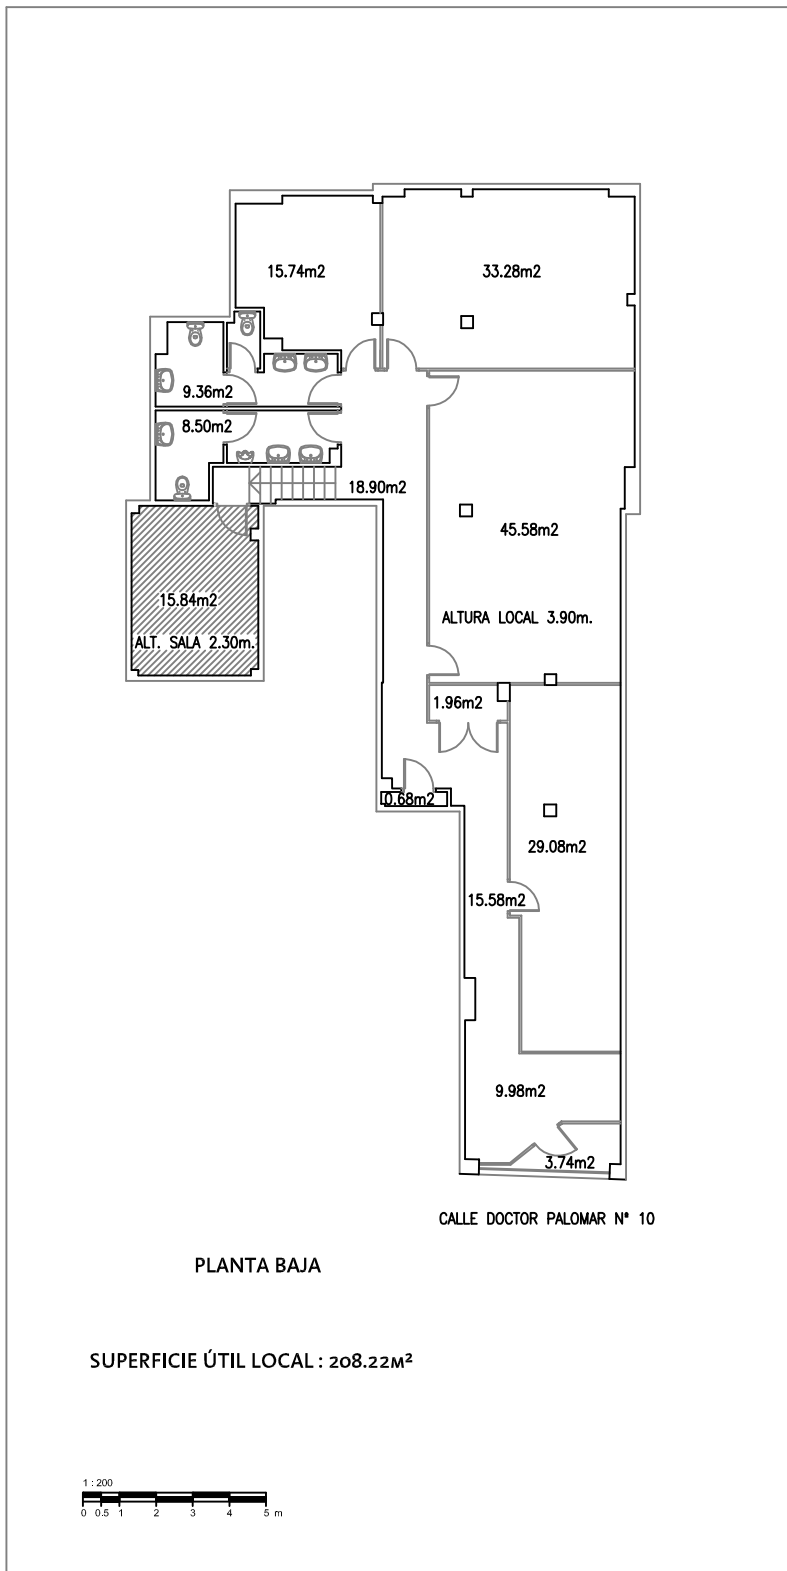 15.74m2
33.28m2
9.36m2
8.50m2
18.90m2
45.58m2
15.84m2
ALTURA LOCAL 3.90m.
ALT. SALA 2.30m.
1.96m2
0.68m2
29.08m2
15.58m2
9.98m2
3.74m2
CALLE DOCTOR PALOMAR Nº 10
PLANTA BAJA
SUPERFICIE ÚTIL LOCAL : 208.22M²
1 : 200
0 0.5 1 2 3 4 5 m